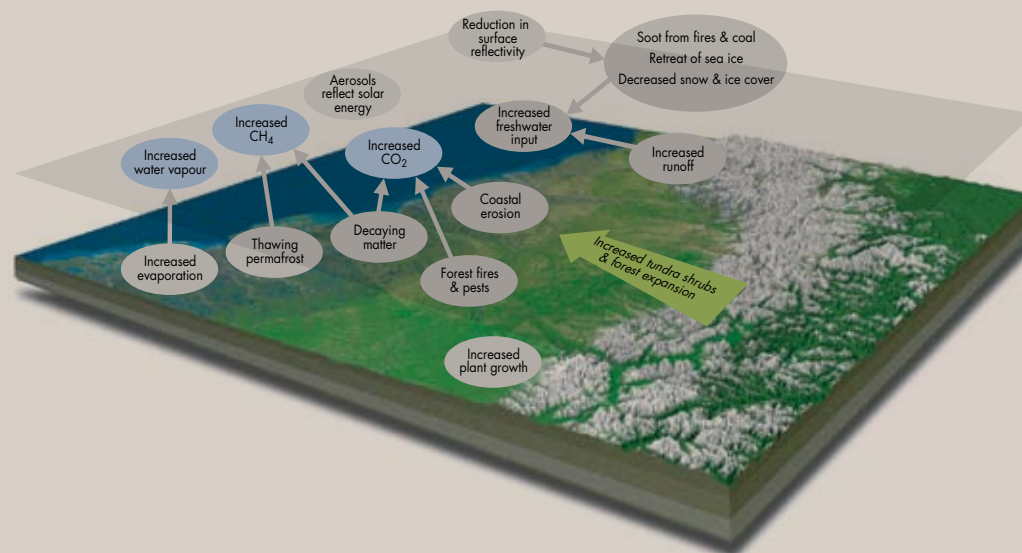 Reduction in
surface
reflectivity
Soot from fires & coal
Retreat of sea ice
Decreased snow & ice cover
Aerosols
reflect solar
energy
Increased
CH4
Increased
freshwater
input
Increased
water vapour
Increased
CO2
Increased
runoff
Coastal
erosion
Increased
evaporation
Thawing
permafrost
Decaying
matter
Forest fires
& pests
Increased tundra shrubs
& forest expansion
Increased
plant growth